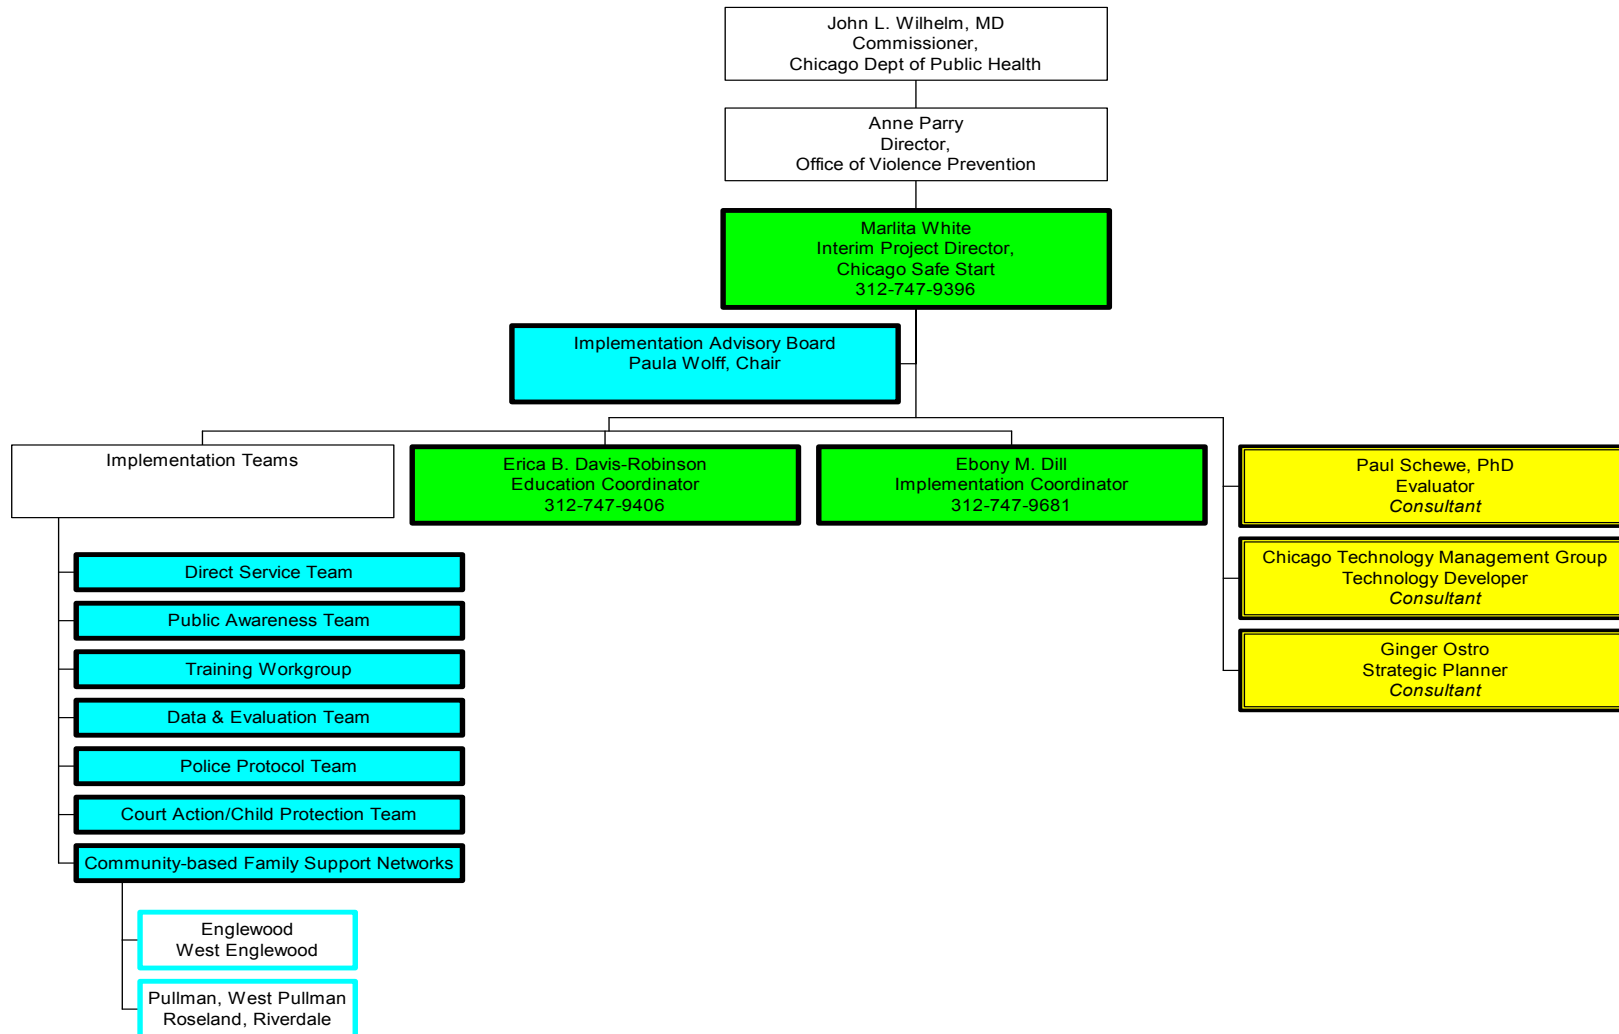 John L. Wilhelm, MD
Commissioner,
Chicago Dept of Public Health
Anne Parry
Director,
Office of Violence Prevention
Marlita White
Interim Project Director,
Chicago Safe Start
312-747-9396
Implementation Advisory Board
Paula Wolff, Chair
Implementation Teams
Erica B. Davis-Robinson
Education Coordinator
312-747-9406
Ebony M. Dill
Implementation Coordinator
312-747-9681
Paul Schewe, PhD
Evaluator
Consultant
Chicago Technology Management Group
Technology Developer
Consultant
Ginger Ostro
Strategic Planner
Consultant
Direct Service Team
Public Awareness Team
Training Workgroup
Data & Evaluation Team
Police Protocol Team
Court Action/Child Protection Team
Community-based Family Support Networks
Englewood
West Englewood
Pullman, West Pullman
Roseland, Riverdale